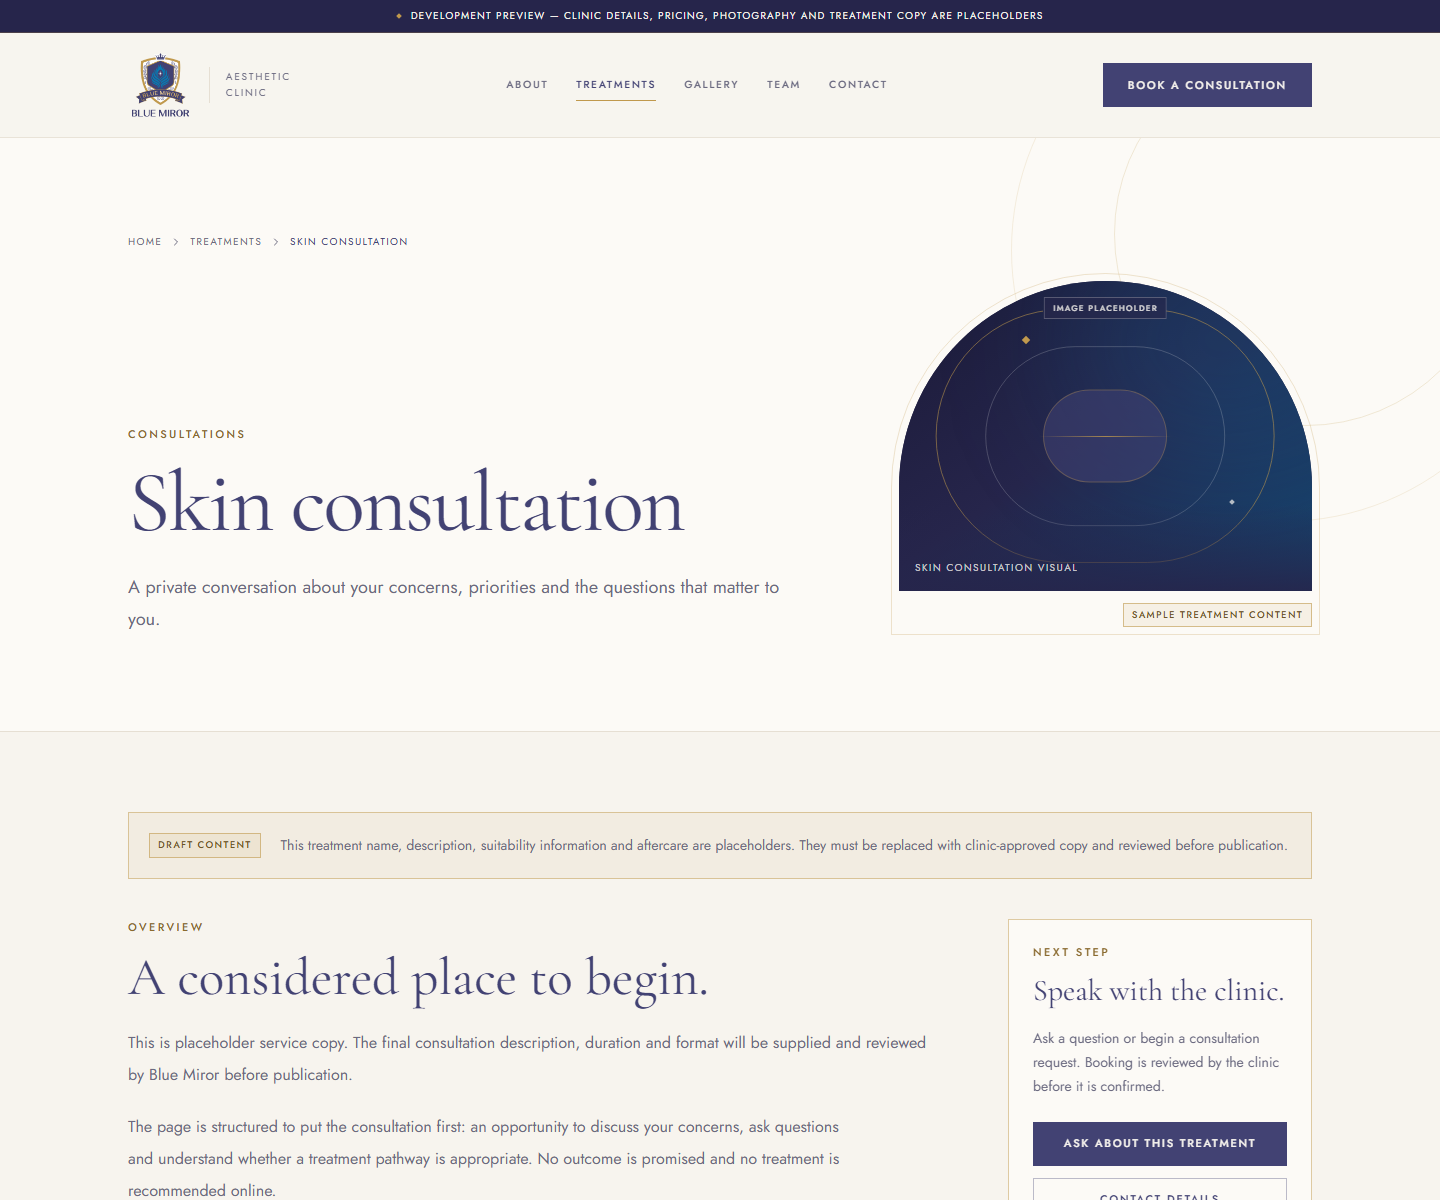 DEVELOPMENT PREVIEW — CLINIC DETAILS, PRICING, PHOTOGRAPHY AND TREATMENT COPY ARE PLACEHOLDERS
BLUE MIROR
BLUE MIROR
AESTHETIC
CLINIC
ABOUT
TREATMENTS
GALLERY
TEAM
CONTACT
BOOK A CONSULTATION
HOME > TREATMENTS > SKIN CONSULTATION
CONSULTATIONS
Skin consultation
A private conversation about your concerns, priorities and the questions that matter to
you.
IMAGE PLACEHOLDER
SKIN CONSULTATION VISUAL
SAMPLE TREATMENT CONTENT
DRAFT CONTENT
This treatment name, description, suitability information and aftercare are placeholders. They must be replaced with clinic-approved copy and reviewed before publication.
OVERVIEW
A considered place to begin.
This is placeholder service copy. The final consultation description, duration and format will be supplied and reviewed
by Blue Miror before publication.
The page is structured to put the consultation first: an opportunity to discuss your concerns, ask questions
and understand whether a treatment pathway is appropriate. No outcome is promised and no treatment is
recommended online.
NEXT STEP
Speak with the clinic.
Ask a question or begin a consultation
request. Booking is reviewed by the clinic
before it is confirmed.
ASK ABOUT THIS TREATMENT
CONTACT DETAILS